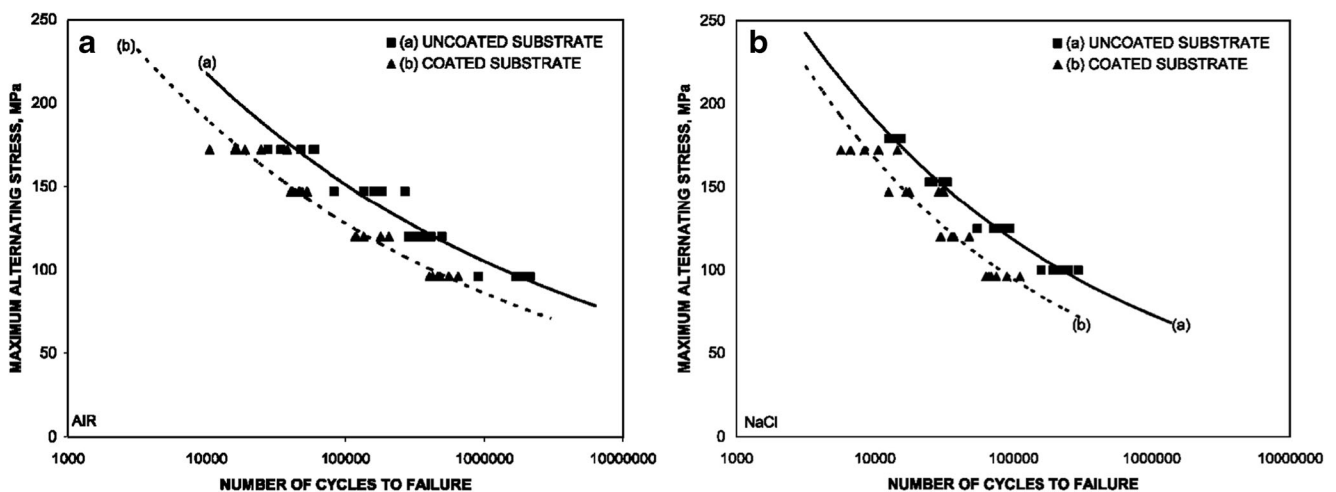 a
(b)
(a)
■ (a) UNCOATED SUBSTRATE
▲ (b) COATED SUBSTRATE
MAXIMUM ALTERNATING STRESS, MPa
250
200
150
100
50
0
AIR
1000 10000 100000 1000000 10000000
NUMBER OF CYCLES TO FAILURE
b
■ (a) UNCOATED SUBSTRATE
▲ (b) COATED SUBSTRATE
MAXIMUM ALTERNATING STRESS, MPa
250
200
150
100
50
0
(b)
(a)
NaCl
1000 10000 100000 1000000 10000000
NUMBER OF CYCLES TO FAILURE